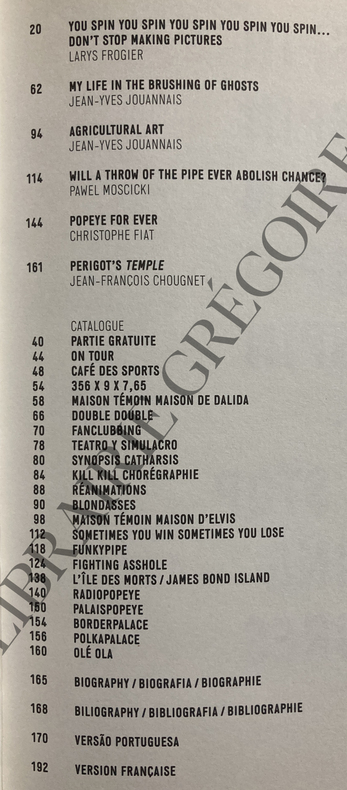 20 YOU SPIN YOU SPIN YOU SPIN YOU SPIN YOU SPIN...
DON'T STOP MAKING PICTURES
LARYS FROGIER
62 MY LIFE IN THE BRUSHING OF GHOSTS
JEAN-YVES JOUANNAIS
94 AGRICULTURAL ART
JEAN-YVES JOUANNAIS
114 WILL A THROW OF THE PIPE EVER ABOLISH CHANCE?
PAWEL MOSCICKI
144 POPEYE FOR EVER
CHRISTOPHE FIAT
161 PERIGOT'S TEMPLE
JEAN-FRANÇOIS CHOUGNET
CATALOGUE
40 PARTIE GRATUITE
44 ON TOUR
48 CAFÉ DES SPORTS
54 356 X 9 X 7,65
58 MAISON TÉMOIN MAISON DE DALIDA
66 DOUBLE DOUBLE
70 FANCLUBBING
78 TEATRO Y SIMULACRO
80 SYNOPSIS CATHARSIS
84 KILL KILL CHORÉGRAPHIE
88 RÉANIMATIONS
90 BLONDASSES
98 MAISON TÉMOIN MAISON D'ELVIS
112 SOMETIMES YOU WIN SOMETIMES YOU LOSE
118 FUNKYPIPE
124 FIGHTING ASSHOLE
138 L'ÎLE DES MORTS / JAMES BOND ISLAND
140 RADIOPOPEYE
150 PALAISPOPEYE
154 BORDERPALACE
156 POLKAPALACE
160 OLÉ OLA
165 BIOGRAPHY / BIOGRAFIA / BIOGRAPHIE
168 BILIOGRAPHY / BIBLIOGRAFIA / BIBLIOGRAPHIE
170 VERSÃO PORTUGUESA
192 VERSION FRANÇAISE
LIBRAIRIE GRÉGOIRE